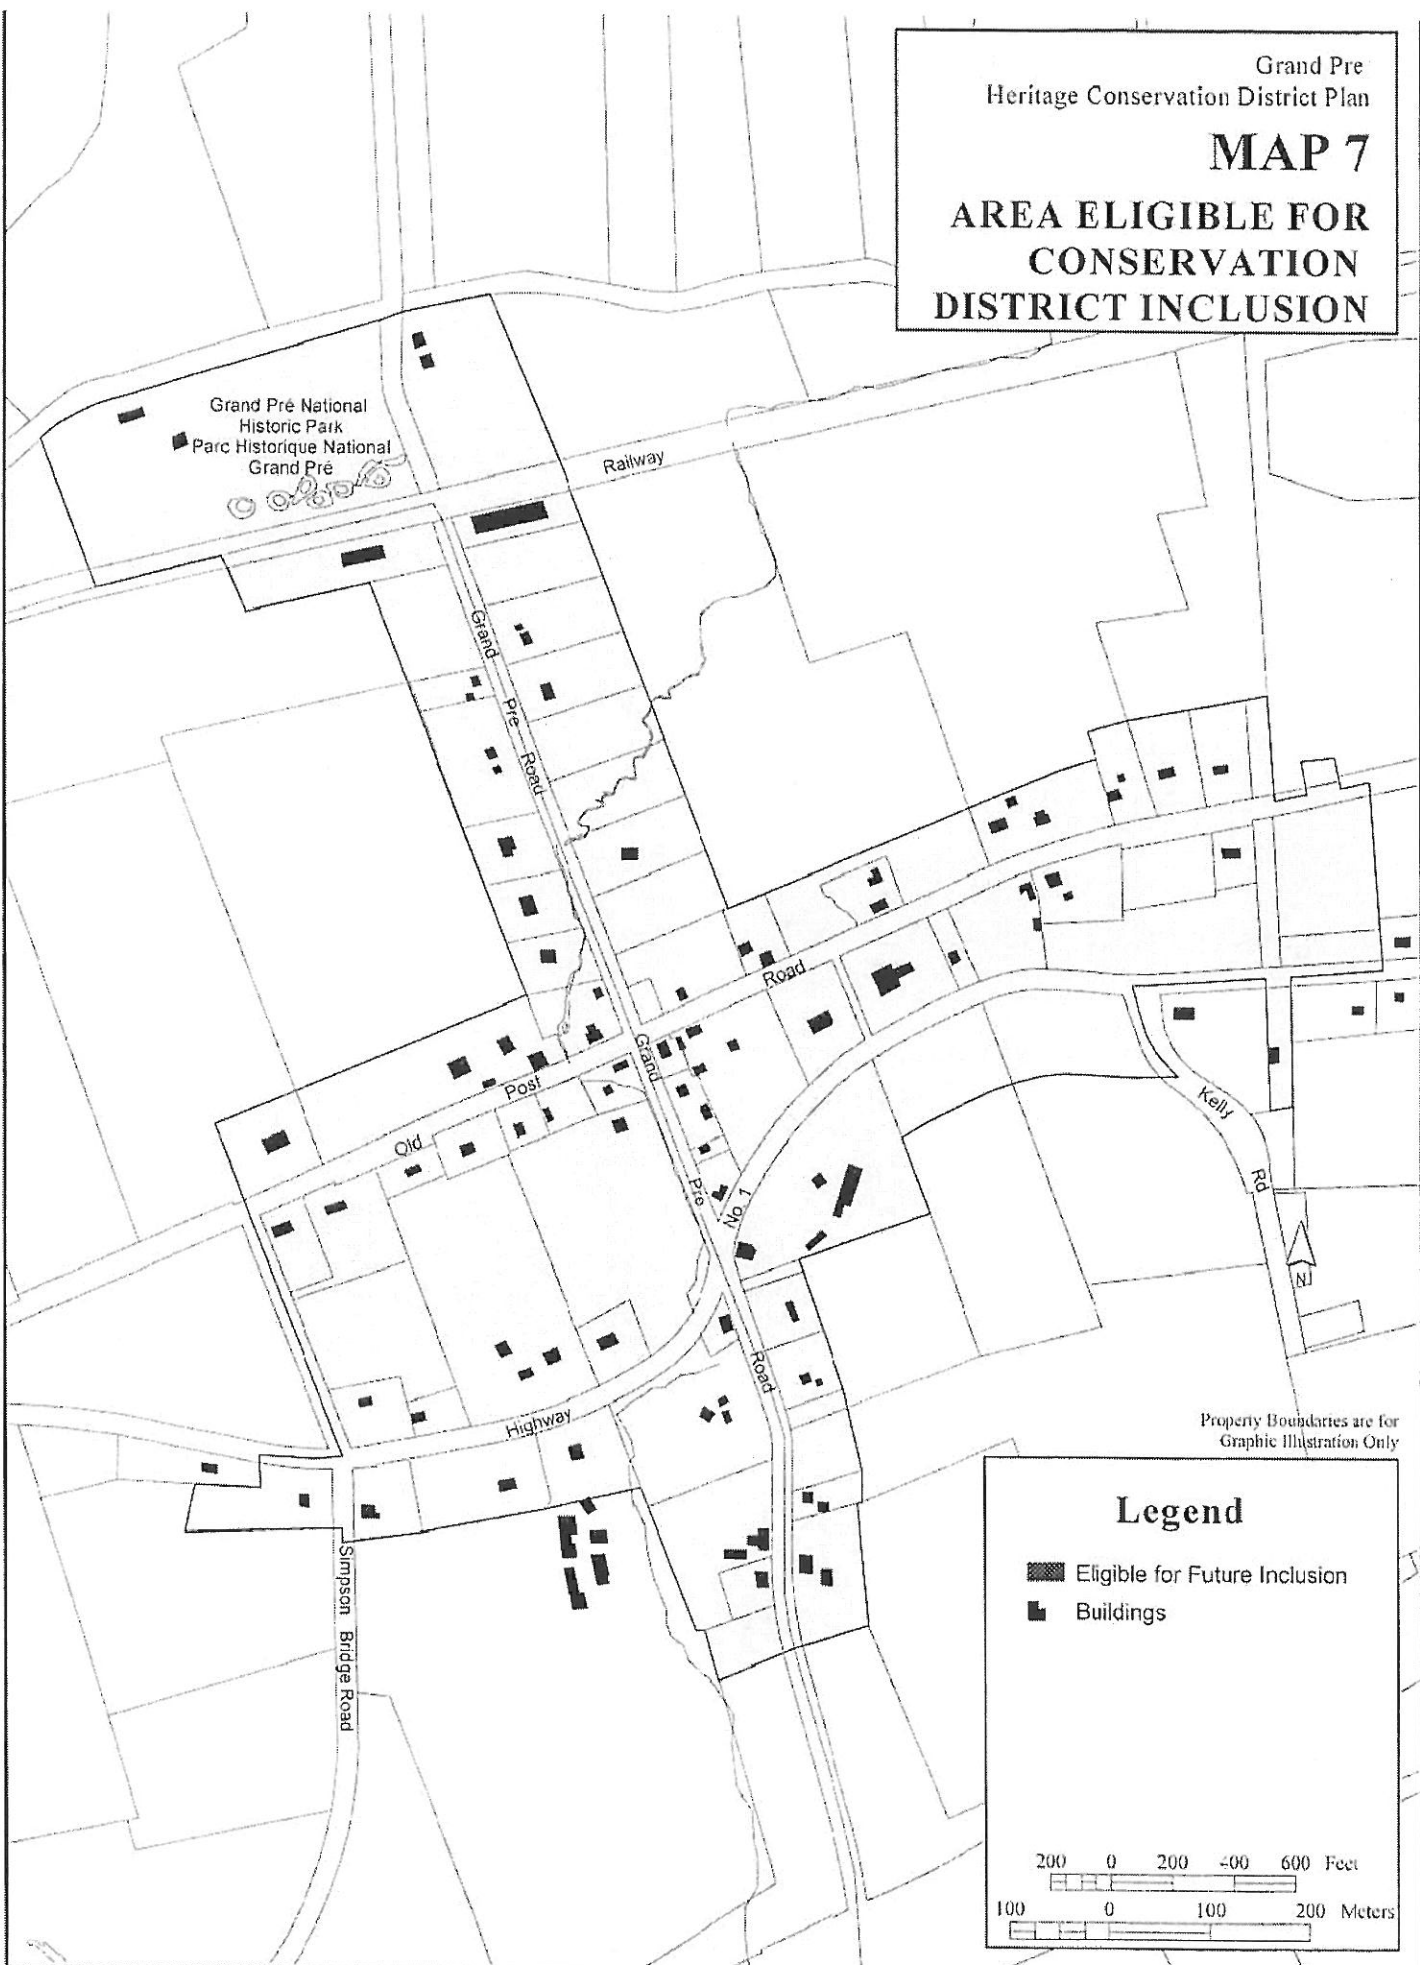 Grand Pre
Heritage Conservation District Plan
MAP 7
AREA ELIGIBLE FOR
CONSERVATION
DISTRICT INCLUSION
Grand Pré National
Historic Park
Parc Historique National
Grand Pré
Railway
Grand
Pre
Road
Road
Grand
Post
Old
Kelly
Rd
Pre
No. 1
N
Road
Highway
Simpson Bridge Road
Property Boundaries are for
Graphic Illustration Only
Legend
Eligible for Future Inclusion
Buildings
200 0 200 400 600 Feet
100 0 100 200 Meters